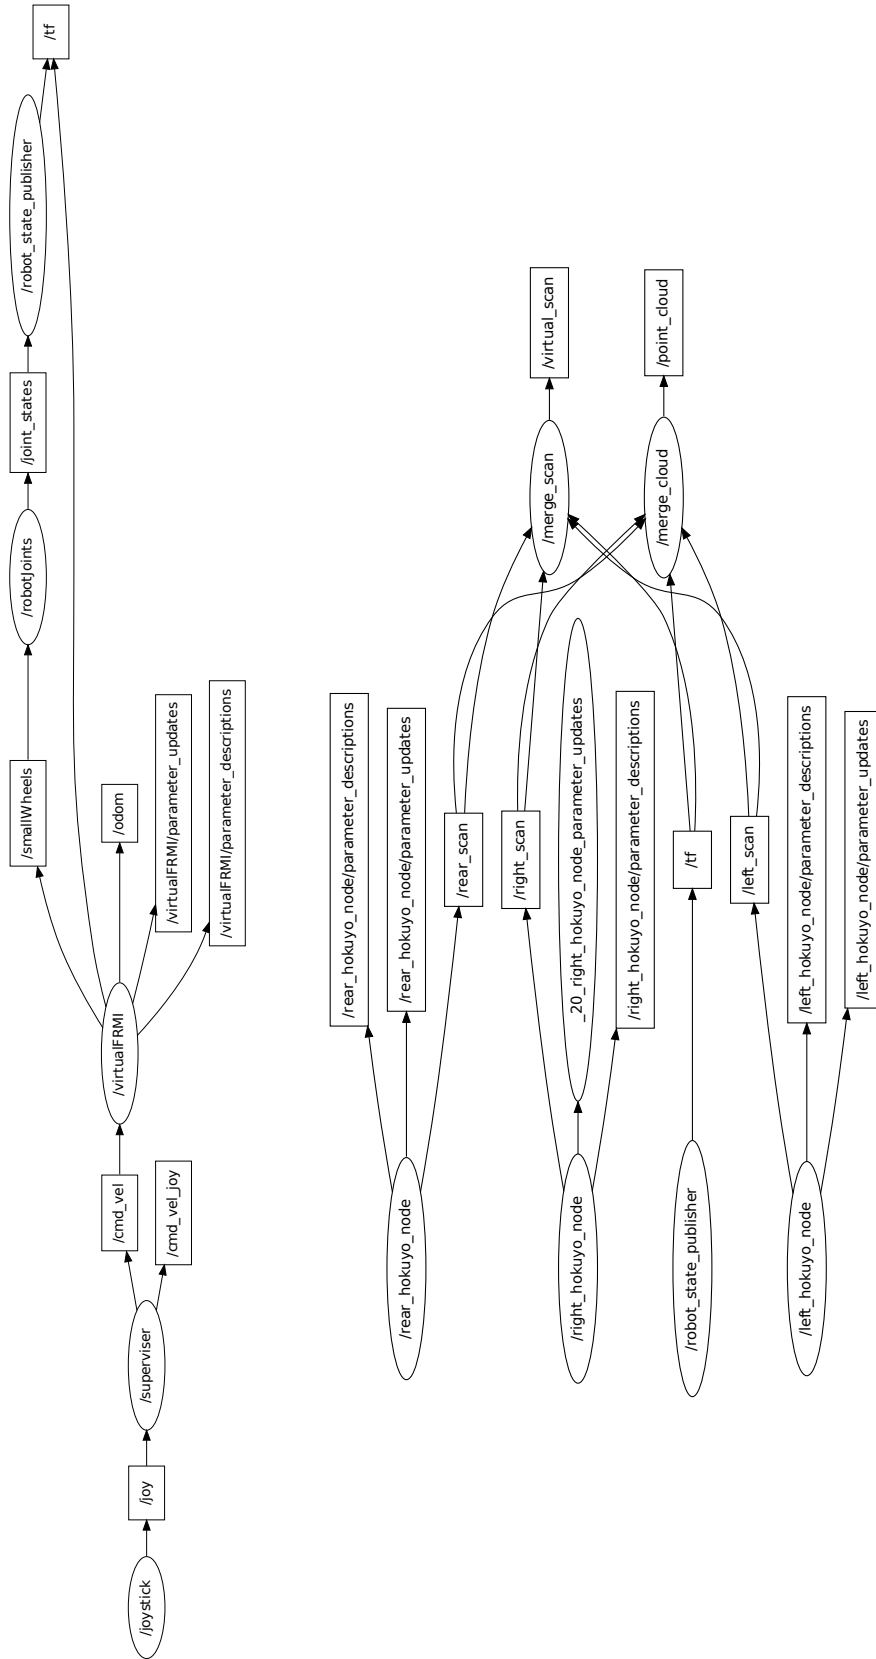 /joystick
/joy
/superviser
/cmd_vel
/cmd_vel_joy
/virtualFRMI
/smallWheels
/odom
/virtualFRMI/parameter_updates
/virtualFRMI/parameter_descriptions
/robotJoints
/joint_states
/robot_state_publisher
/tf
/rear_hokuyo_node
/rear_hokuyo_node/parameter_descriptions
/rear_hokuyo_node/parameter_updates
/rear_scan
/right_hokuyo_node
/right_scan
_20_right_hokuyo_node_parameter_updates
/right_hokuyo_node/parameter_descriptions
/robot_state_publisher
/tf
/left_hokuyo_node
/left_scan
/left_hokuyo_node/parameter_descriptions
/left_hokuyo_node/parameter_updates
/merge_scan
/merge_cloud
/virtual_scan
/point_cloud